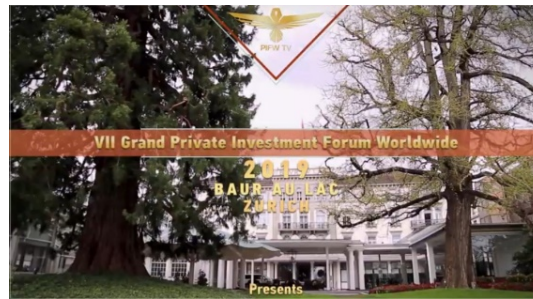 PIFW TV
VII Grand Private Investment Forum Worldwide
2019
BAUR AU LAC
ZURICH
Presents